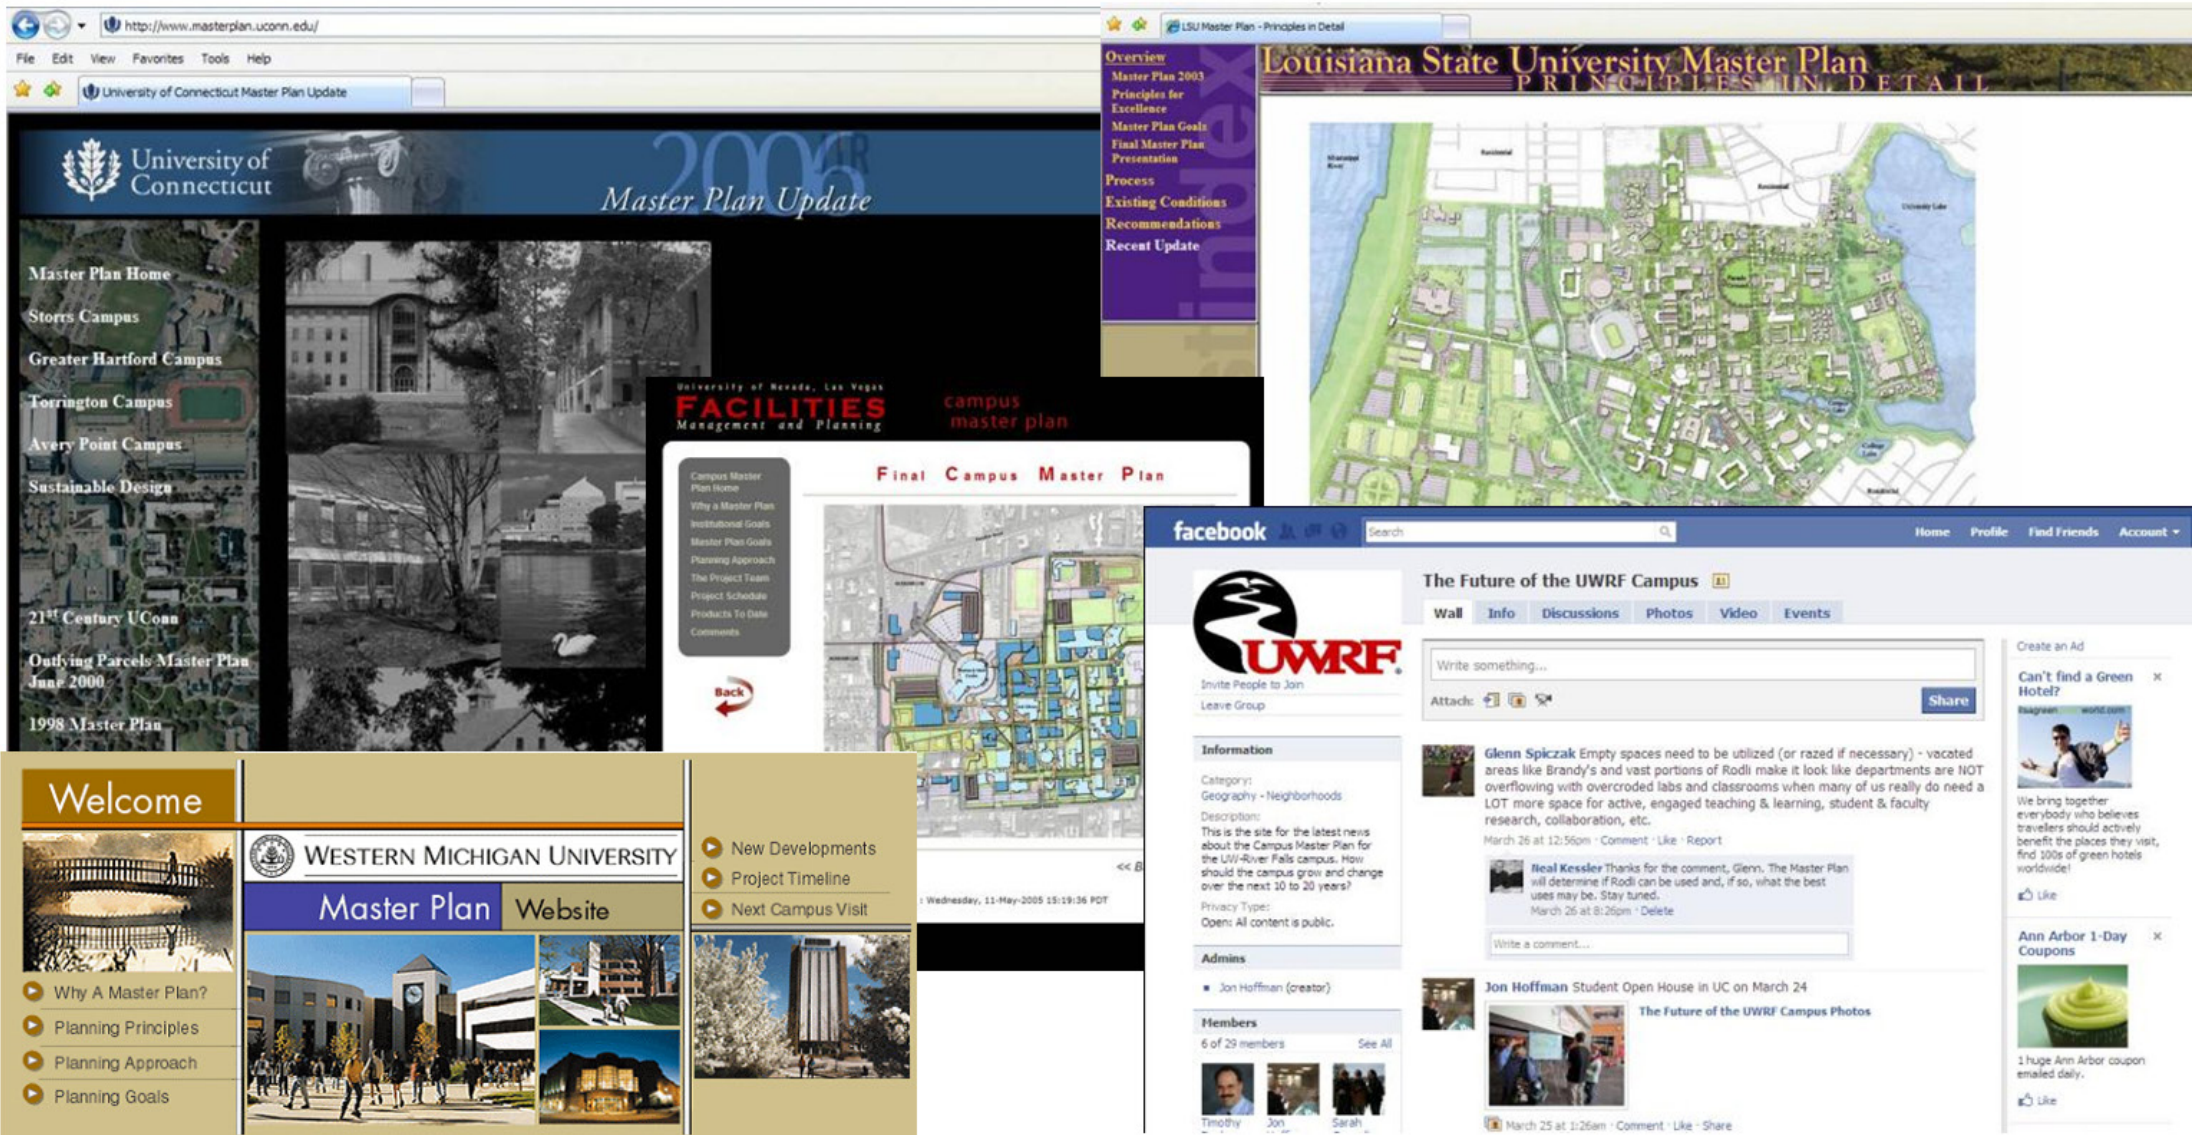 http://www.masterplan.uconn.edu/
File Edit View Favorites Tools Help
University of Connecticut Master Plan Update
University of
Connecticut
2006
Master Plan Update
Master Plan Home
Storrs Campus
Greater Hartford Campus
Torrington Campus
Avery Point Campus
Sustainable Design
21st Century UConn
Outlying Parcels Master Plan
June 2000
1998 Master Plan
LSU Master Plan - Principles in Detail
Overview
Master Plan 2003
Principles for
Excellence
Master Plan Goals
Final Master Plan
Presentation
Process
Existing Conditions
Recommendations
Recent Update
index
Louisiana State University Master Plan
PRINCIPLES IN DETAIL
Mississippi
River
Residential
Residential
University Lake
Parade
Ground
Campus
Lake
College
Lake
Residential
University of Nevada, Las Vegas
FACILITIES
Management and Planning
campus
master plan
Final Campus Master Plan
Campus Master
Plan Home
Why a Master Plan
Institutional Goals
Master Plan Goals
Planning Approach
The Project Team
Project Schedule
Products To Date
Comments
Back
<< B
: Wednesday, 11-May-2005 15:19:36 PDT
Welcome
WESTERN MICHIGAN UNIVERSITY
Master Plan Website
Why A Master Plan?
Planning Principles
Planning Approach
Planning Goals
New Developments
Project Timeline
Next Campus Visit
facebook
Search
Home Profile Find Friends Account
UWRF
Invite People to Join
Leave Group
Information
Category:
Geography - Neighborhoods
Description:
This is the site for the latest news
about the Campus Master Plan for
the UW-River Falls campus. How
should the campus grow and change
over the next 10 to 20 years?
Privacy Type:
Open: All content is public.
Admins
Jon Hoffman (creator)
Members
6 of 29 members See All
Timothy Jon Sarah
The Future of the UWRF Campus
Wall Info Discussions Photos Video Events
Write something...
Attach:
Share
Glenn Spiczak Empty spaces need to be utilized (or razed if necessary) - vacated
areas like Brandy's and vast portions of Rodli make it look like departments are NOT
overflowing with overcroded labs and classrooms when many of us really do need a
LOT more space for active, engaged teaching & learning, student & faculty
research, collaboration, etc.
March 26 at 12:56pm · Comment · Like · Report
Neal Kessler Thanks for the comment, Glenn. The Master Plan
will determine if Rodli can be used and, if so, what the best
uses may be. Stay tuned.
March 26 at 8:26pm · Delete
Write a comment...
Jon Hoffman Student Open House in UC on March 24
The Future of the UWRF Campus Photos
March 25 at 1:26am · Comment · Like · Share
Create an Ad
Can't find a Green
Hotel?
itsagreen world.com
We bring together
everybody who believes
travellers should actively
benefit the places they visit,
find 100s of green hotels
worldwide!
Like
Ann Arbor 1-Day
Coupons
1 huge Ann Arbor coupon
emailed daily.
Like